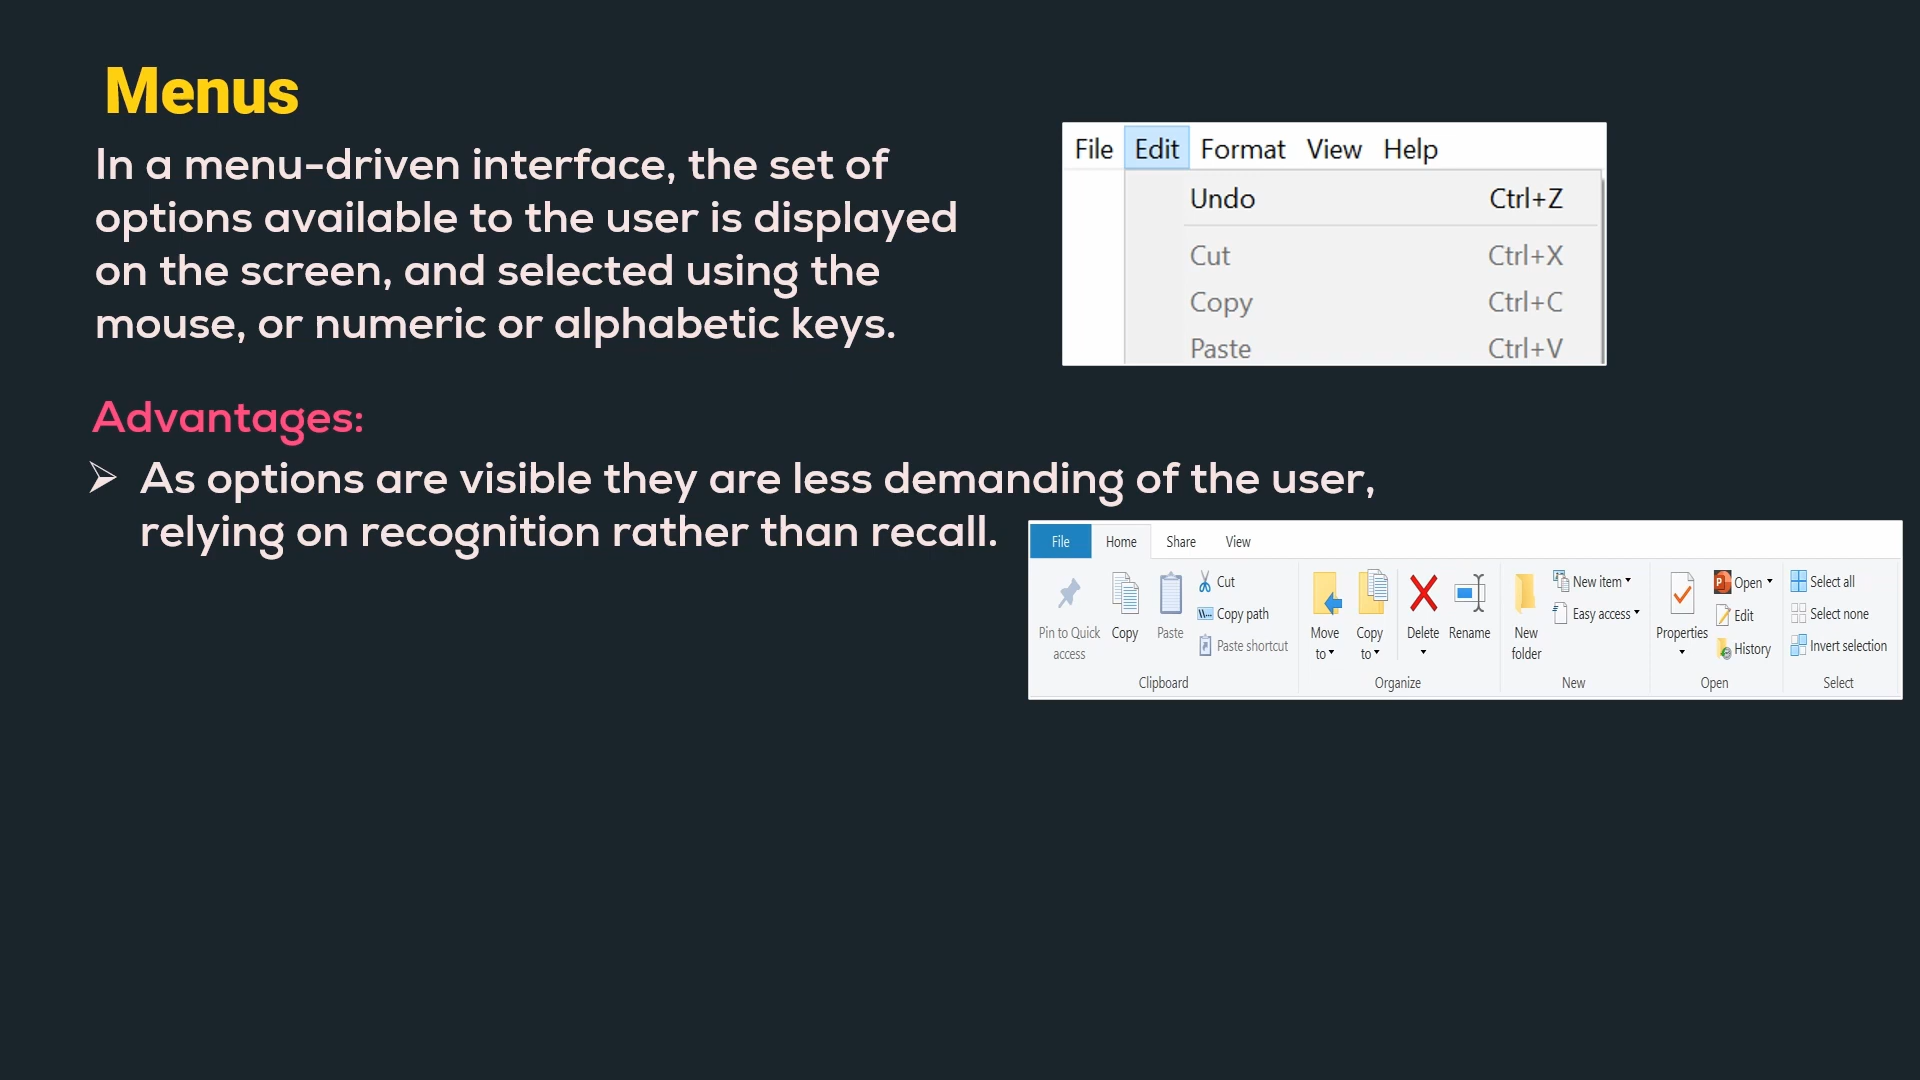 Menus
In a menu-driven interface, the set of
options available to the user is displayed
on the screen, and selected using the
mouse, or numeric or alphabetic keys.
File Edit Format View Help
Undo Ctrl+Z
Cut Ctrl+X
Copy Ctrl+C
Paste Ctrl+V
Advantages:
➢ As options are visible they are less demanding of the user,
relying on recognition rather than recall.
File Home Share View
Pin to Quick
access
Copy
Paste
Cut
Copy path
Paste shortcut
Clipboard
Move
to
Copy
to
Delete
Rename
Organize
New
folder
New item
Easy access
New
Properties
Open
Edit
History
Open
Select all
Select none
Invert selection
Select